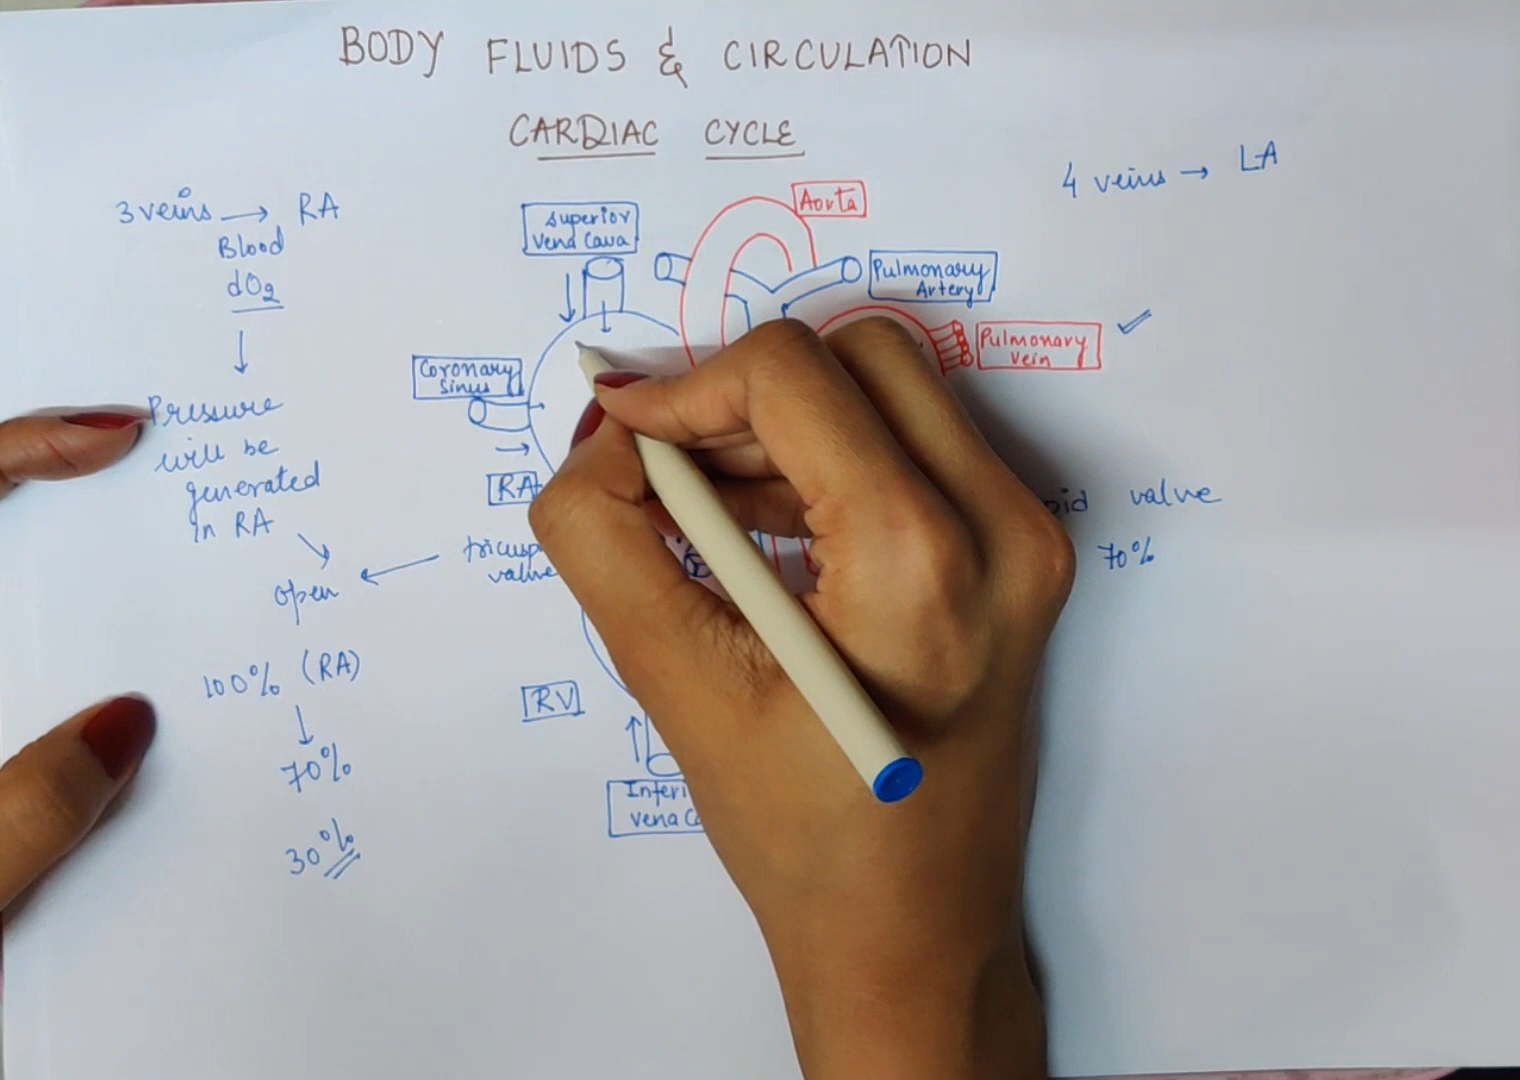 BODY FLUIDS & CIRCULATION
CARDIAC CYCLE
3 veins → RA
Blood
dO2
↓
Pressure
will be
generated
in RA
open
100% (RA)
↓
70%
30%
Superior
Vena Cava
Aorta
Pulmonary
Artery
Pulmonary
Vein
Coronary
Sinus
RA
valve
RV
4 veins → LA
valve
70%